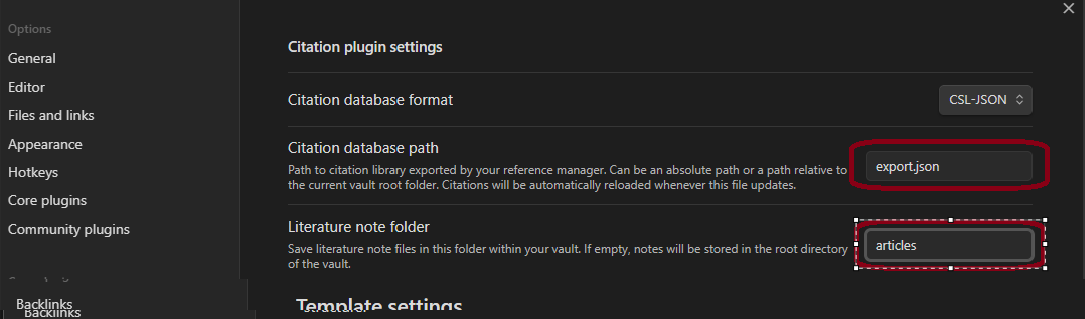 Options
General
Editor
Files and links
Appearance
Hotkeys
Core plugins
Community plugins
Backlinks
Backlinks
Citation plugin settings
Citation database format
CSL-JSON
Citation database path
Path to citation library exported by your reference manager. Can be an absolute path or a path relative to
the current vault root folder. Citations will be automatically reloaded whenever this file updates.
export.json
Literature note folder
Save literature note files in this folder within your vault. If empty, notes will be stored in the root directory
of the vault.
articles
Template settings